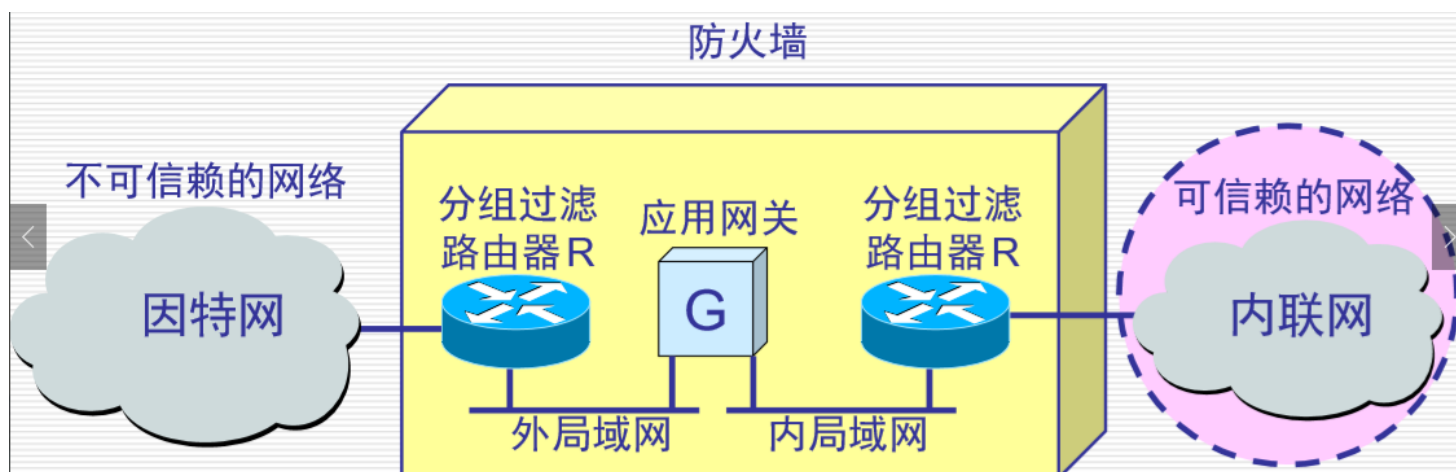 防火墙
不可信赖的网络
因特网
分组过滤
路由器R
应用网关
G
分组过滤
路由器R
外局域网
内局域网
可信赖的网络
内联网